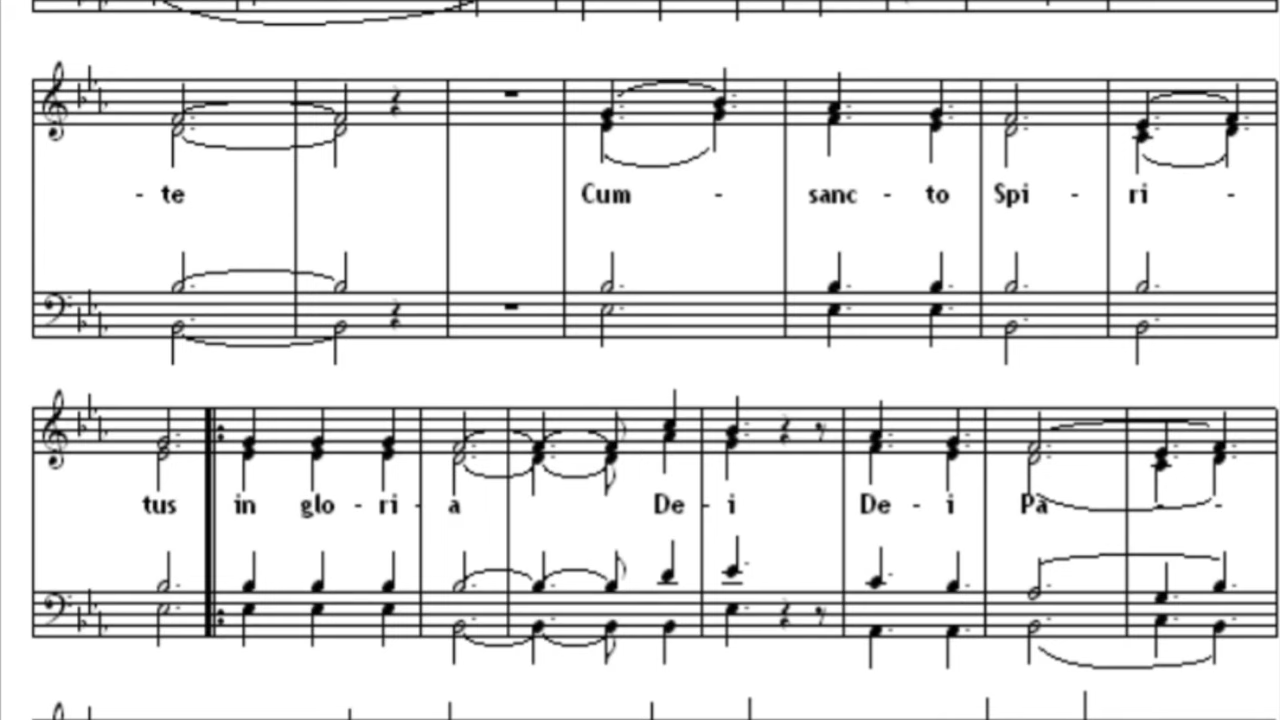 - te Cum - sanc - to Spi - ri -
tus in glo - ri - a De - i De - i Pa - -